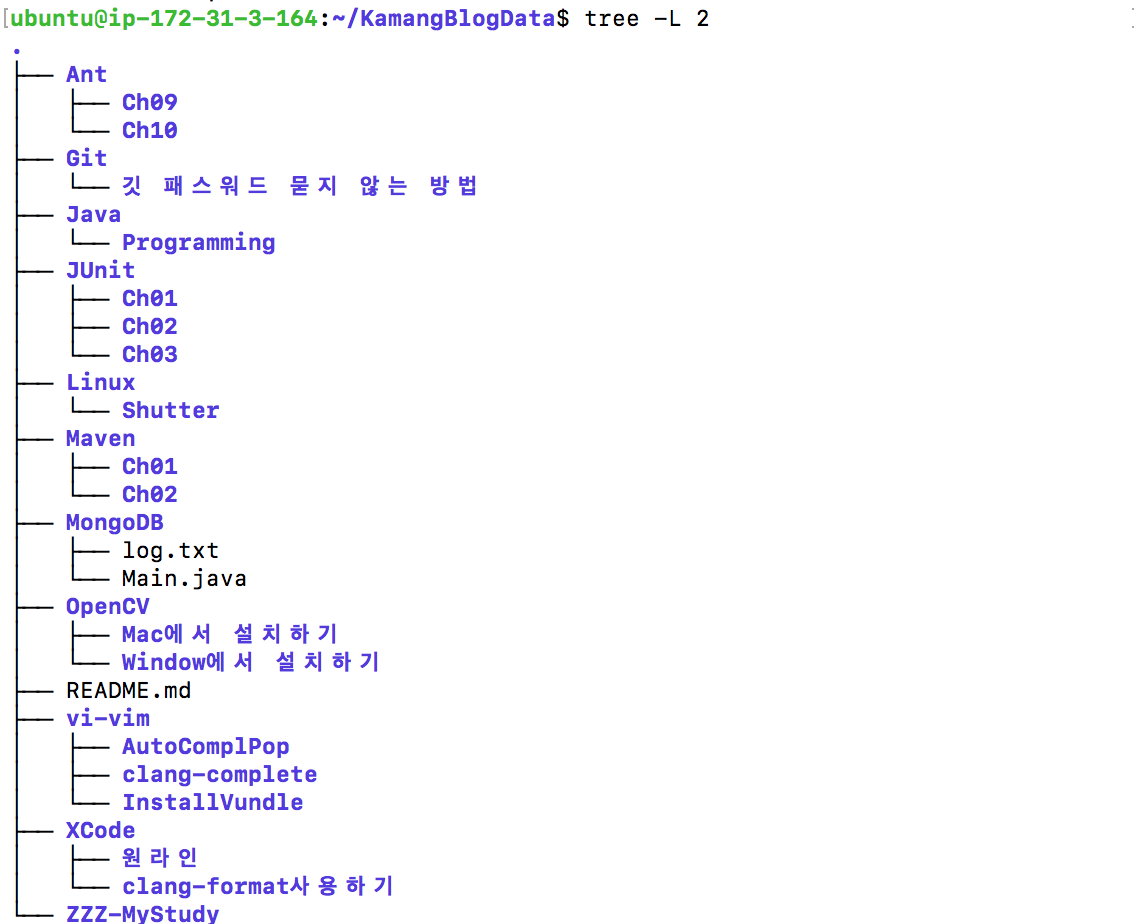 [ubuntu@ip-172-31-3-164:~/KamangBlogData$ tree -L 2
.
├── Ant
│   ├── Ch09
│   └── Ch10
├── Git
│   └── 깃 패스워드 묻지 않는 방법
├── Java
│   └── Programming
├── JUnit
│   ├── Ch01
│   ├── Ch02
│   └── Ch03
├── Linux
│   └── Shutter
├── Maven
│   ├── Ch01
│   └── Ch02
├── MongoDB
│   ├── log.txt
│   └── Main.java
├── OpenCV
│   ├── Mac에서 설치하기
│   └── Window에서 설치하기
├── README.md
├── vi-vim
│   ├── AutoComplPop
│   ├── clang-complete
│   └── InstallVundle
├── XCode
│   ├── 원라인
│   └── clang-format사용하기
└── ZZZ-MyStudy